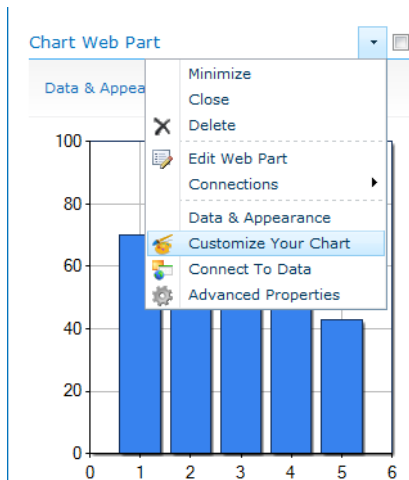 Chart Web Part
Minimize
Data & Appea
Close
Delete
Edit Web Part
Connections
Data & Appearance
Customize Your Chart
Connect To Data
Advanced Properties
100
80
60
40
20
0
0 1 2 3 4 5 6